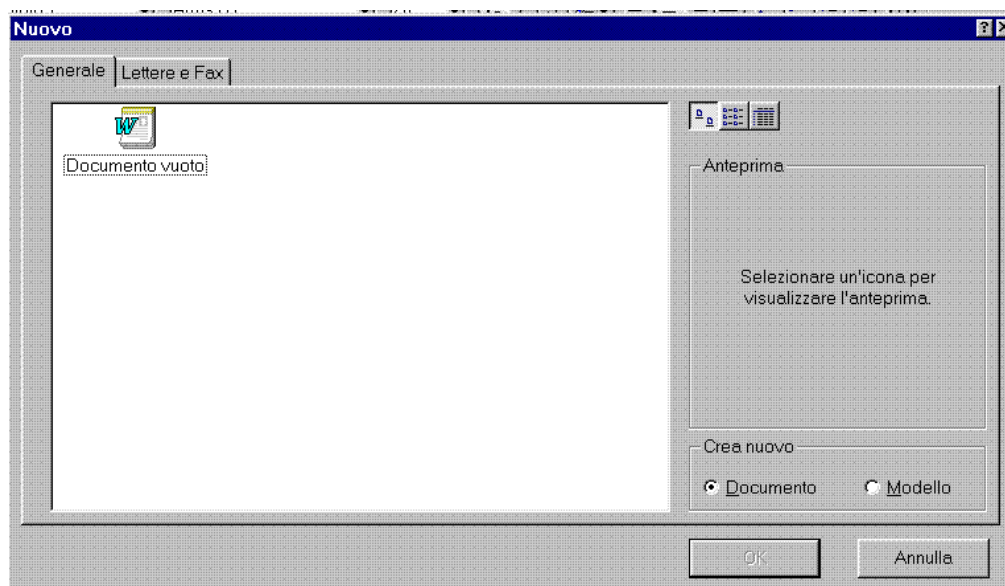 Nuovo
Generale
Lettere e Fax
Documento vuoto
Anteprima
Selezionare un'icona per
visualizzare l'anteprima.
Crea nuovo
Documento
Modello
OK
Annulla